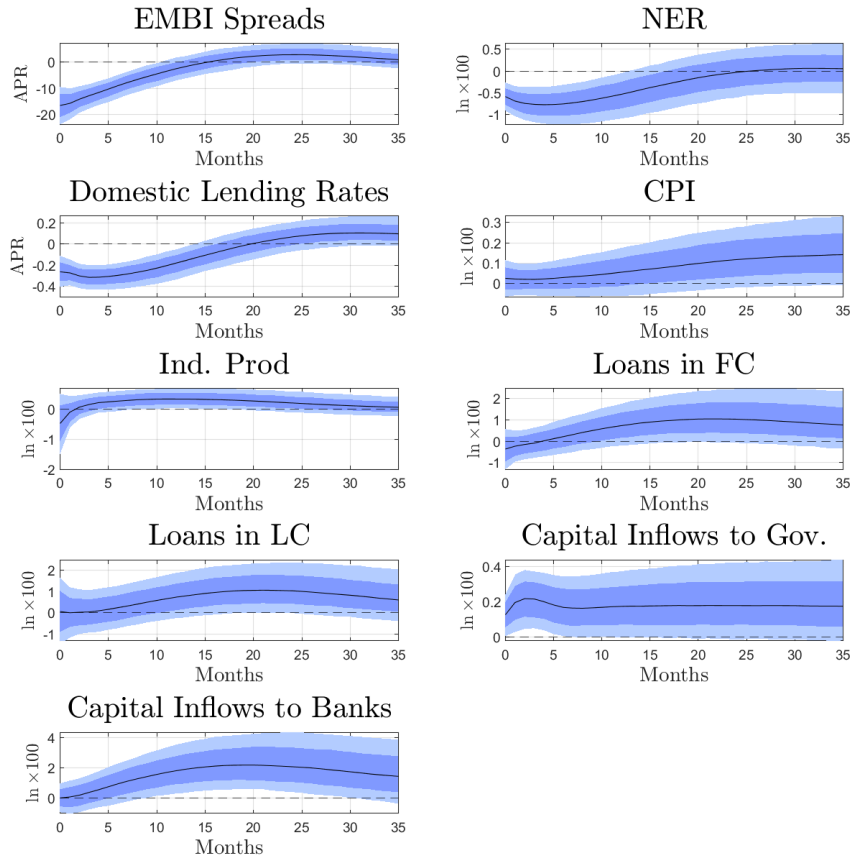 EMBI Spreads
APR
0
-10
-20
0 5 10 15 20 25 30 35
Months
NER
ln ×100
0.5
0
-0.5
-1
0 5 10 15 20 25 30 35
Months
Domestic Lending Rates
APR
0.2
0
-0.2
-0.4
0 5 10 15 20 25 30 35
Months
CPI
ln ×100
0.3
0.2
0.1
0
0 5 10 15 20 25 30 35
Months
Ind. Prod
ln ×100
0
-1
-2
0 5 10 15 20 25 30 35
Months
Loans in FC
ln ×100
2
1
0
-1
0 5 10 15 20 25 30 35
Months
Loans in LC
ln ×100
2
1
0
-1
0 5 10 15 20 25 30 35
Months
Capital Inflows to Gov.
ln ×100
0.4
0.2
0
0 5 10 15 20 25 30 35
Months
Capital Inflows to Banks
ln ×100
4
2
0
0 5 10 15 20 25 30 35
Months